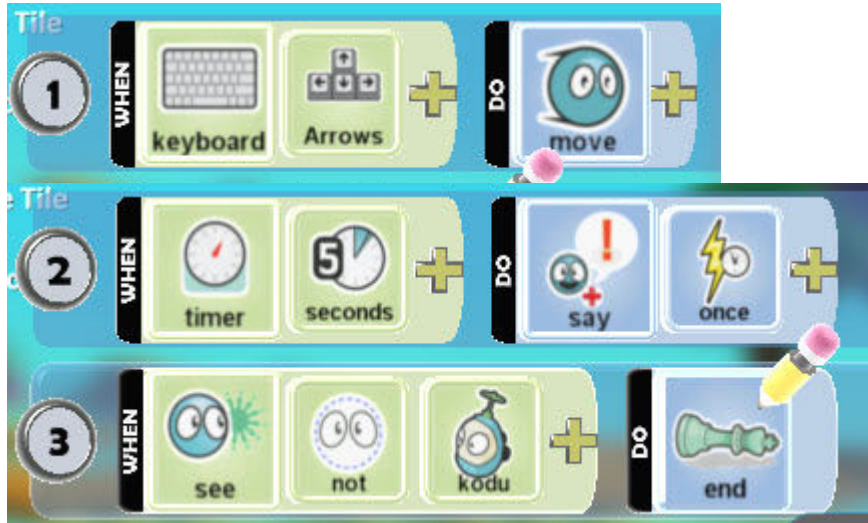 Tile
1 WHEN keyboard Arrows DO move
Tile
2 WHEN timer 5 seconds DO say once
3 WHEN see not kodu DO end